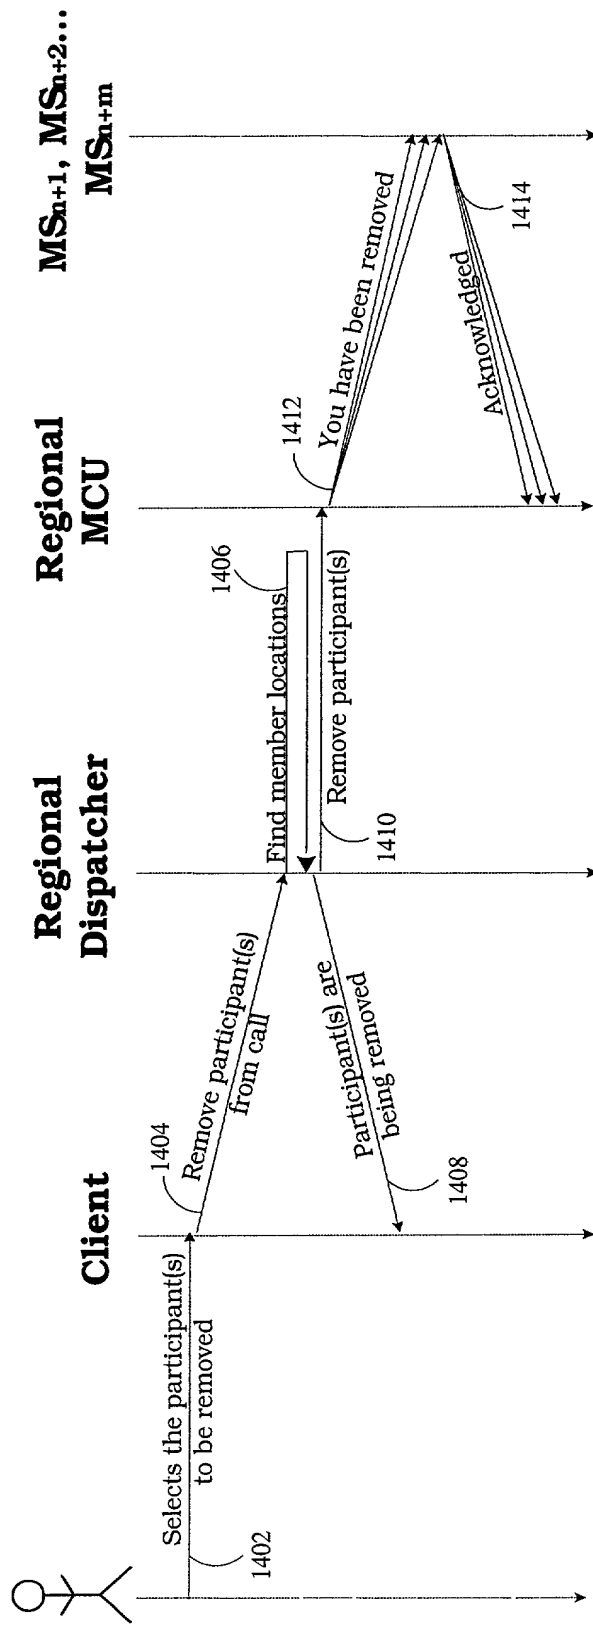 Client
Regional
Dispatcher
Regional
MCU
MSn+1, MSn+2...
MSn+m
Selects the participant(s)
to be removed
1402
1404
Remove participant(s)
from call
Find member locations
1406
Participant(s) are
being removed
1408
Remove participant(s)
1410
1412
You have been removed
Acknowledged
1414